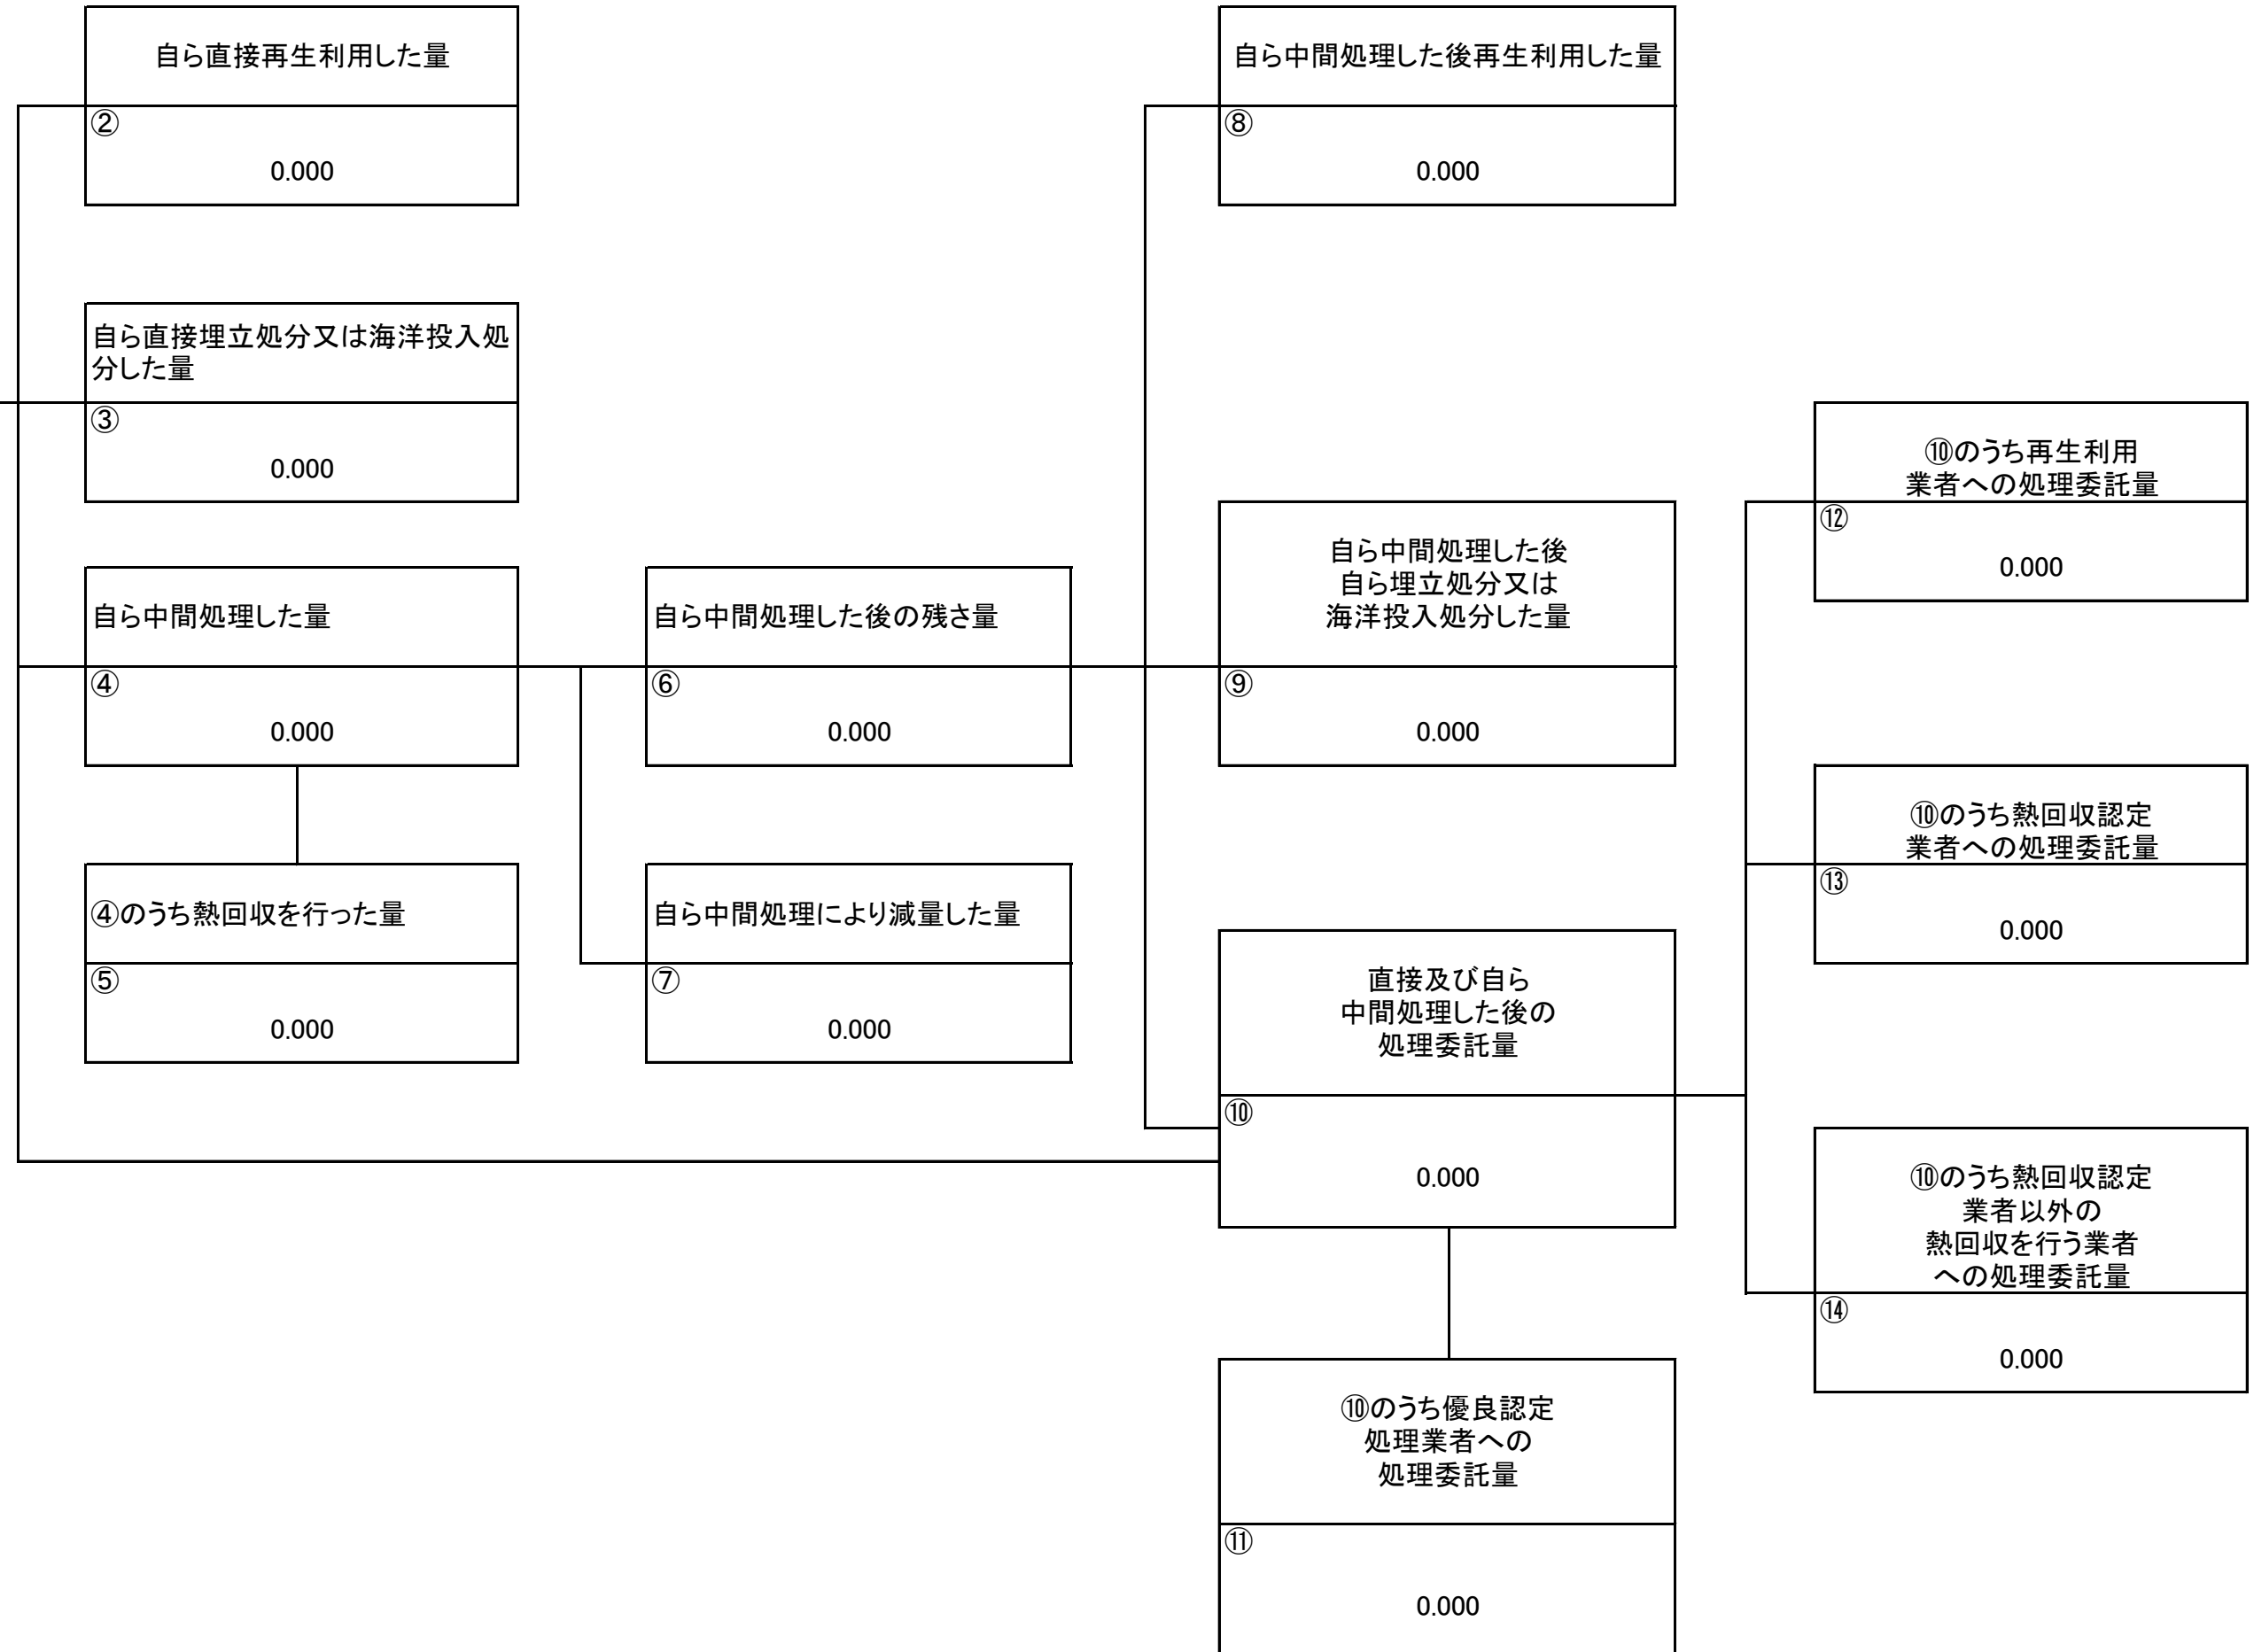 自ら直接再生利用した量
②
0.000
自ら直接埋立処分又は海洋投入処
分した量
③
0.000
自ら中間処理した量
④
0.000
④のうち熱回収を行った量
⑤
0.000
自ら中間処理した後の残さ量
⑥
0.000
自ら中間処理により減量した量
⑦
0.000
自ら中間処理した後再生利用した量
⑧
0.000
自ら中間処理した後
自ら埋立処分又は
海洋投入処分した量
⑨
0.000
直接及び自ら
中間処理した後の
処理委託量
⑩
0.000
⑩のうち優良認定
処理業者への
処理委託量
⑪
0.000
⑩のうち再生利用
業者への処理委託量
⑫
0.000
⑩のうち熱回収認定
業者への処理委託量
⑬
0.000
⑩のうち熱回収認定
業者以外の
熱回収を行う業者
への処理委託量
⑭
0.000